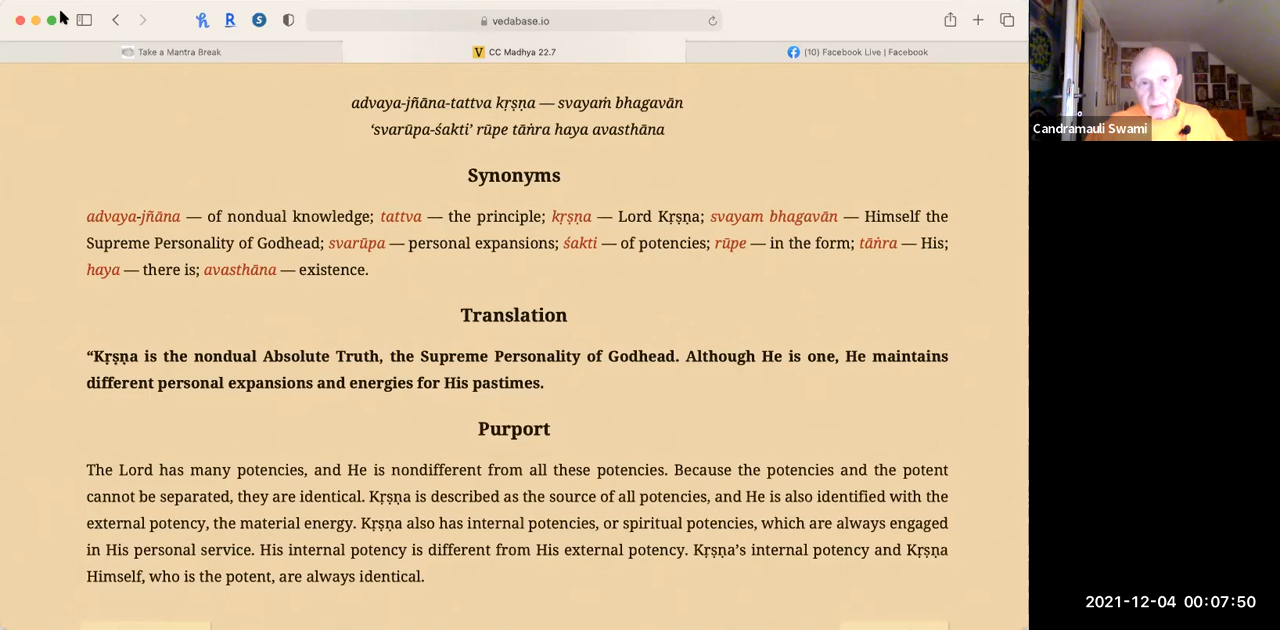 vedabase.io
Take a Mantra Break
CC Madhya 22.7
(10) Facebook Live | Facebook
advaya-jñāna-tattva kṛṣṇa — svayaṁ bhagavān
‘svarūpa-śakti’ rūpe tāṅra haya avasthāna
Synonyms
advaya-jñāna — of nondual knowledge; tattva — the principle; kṛṣṇa — Lord Kṛṣṇa; svayam bhagavān — Himself the
Supreme Personality of Godhead; svarūpa — personal expansions; śakti — of potencies; rūpe — in the form; tāṅra — His;
haya — there is; avasthāna — existence.
Translation
“Kṛṣṇa is the nondual Absolute Truth, the Supreme Personality of Godhead. Although He is one, He maintains
different personal expansions and energies for His pastimes.
Purport
The Lord has many potencies, and He is nondifferent from all these potencies. Because the potencies and the potent
cannot be separated, they are identical. Kṛṣṇa is described as the source of all potencies, and He is also identified with the
external potency, the material energy. Kṛṣṇa also has internal potencies, or spiritual potencies, which are always engaged
in His personal service. His internal potency is different from His external potency. Kṛṣṇa’s internal potency and Kṛṣṇa
Himself, who is the potent, are always identical.
Candramauli Swami
2021-12-04 00:07:50